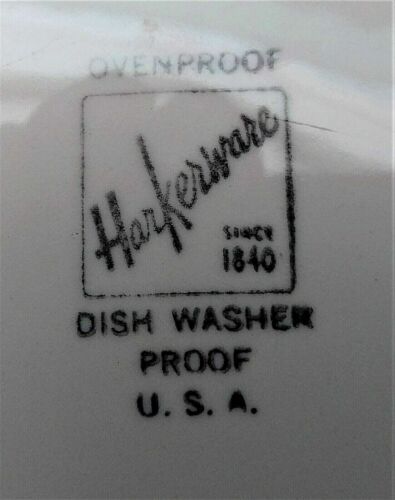 OVENPROOF
Harkerware
SINCE
1840
DISH WASHER
PROOF
U. S. A.